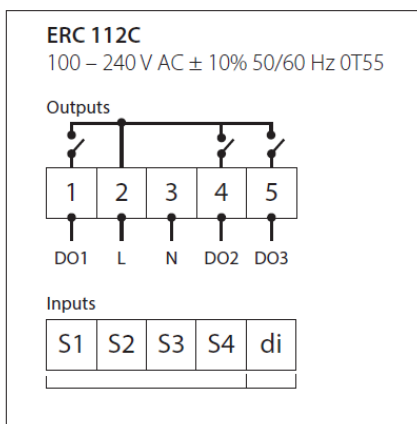 ERC 112C
100 – 240 V AC ± 10% 50/60 Hz 0T55
Outputs
1 2 3 4 5
DO1 L N DO2 DO3
Inputs
S1 S2 S3 S4 di